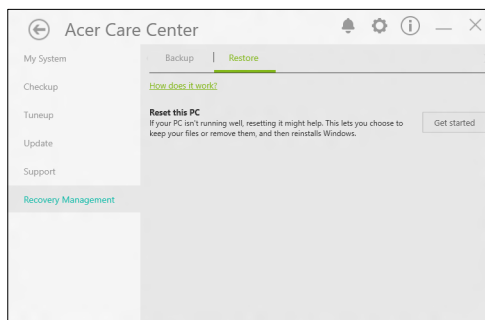 Acer Care Center
My System
Backup
Restore
Checkup
How does it work?
Tuneup
Reset this PC
If your PC isn't running well, resetting it might help. This lets you choose to
keep your files or remove them, and then reinstalls Windows.
Get started
Update
Support
Recovery Management